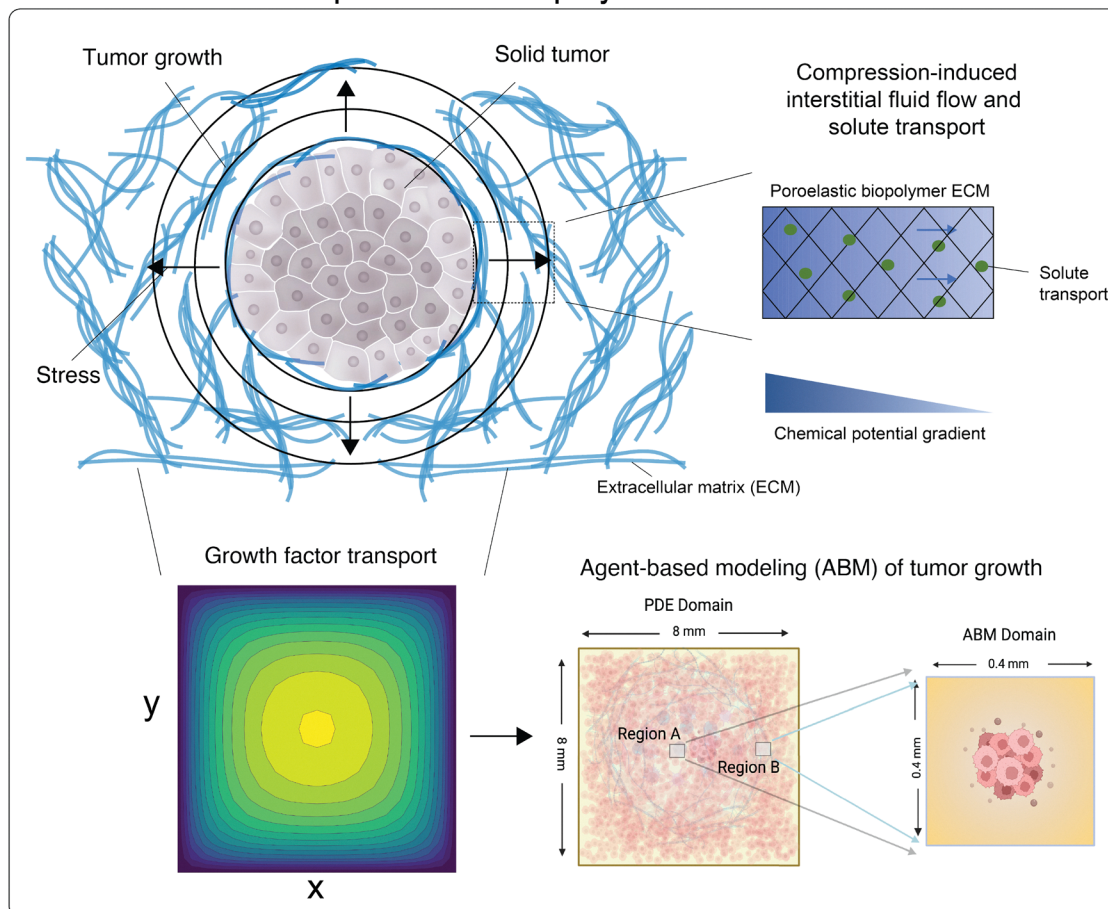 Tumor growth
Solid tumor
Compression-induced
interstitial fluid flow and
solute transport
Poroelastic biopolymer ECM
Solute
transport
Stress
Chemical potential gradient
Extracellular matrix (ECM)
Growth factor transport
Agent-based modeling (ABM) of tumor growth
PDE Domain
8 mm
ABM Domain
0.4 mm
y
8 mm
Region A
Region B
0.4 mm
x